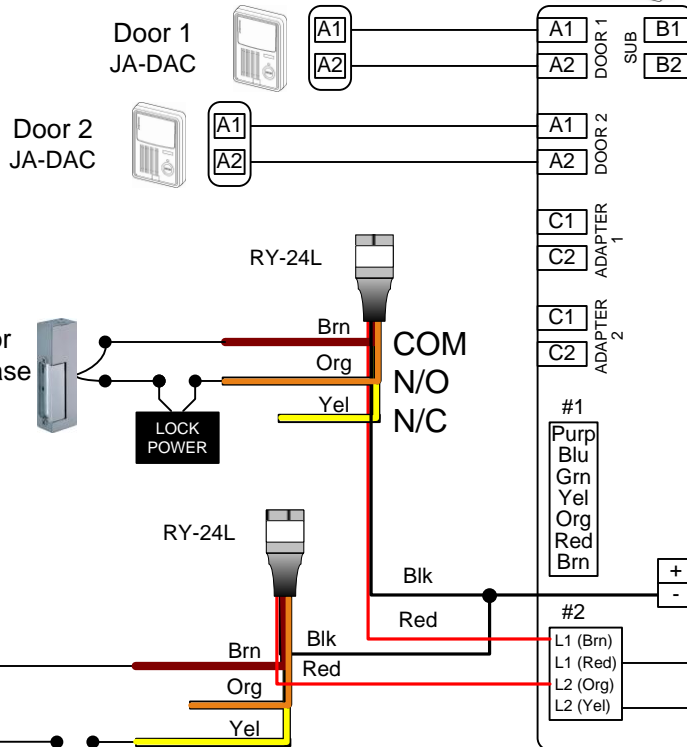 Door 1
JA-DAC
A1
A2
A1
A2
DOOR 1
SUB
B1
B2
Door 2
JA-DAC
A1
A2
A1
A2
DOOR 2
C1
C2
ADAPTER
1
C1
C2
ADAPTER
2
RY-24L
Brn
COM
Org
N/O
Yel
N/C
LOCK
POWER
#1
Purp
Blu
Grn
Yel
Org
Red
Brn
RY-24L
Blk
Red
+
-
#2
L1 (Brn)
L1 (Red)
L2 (Org)
L2 (Yel)
Brn
Blk
Red
Org
Yel